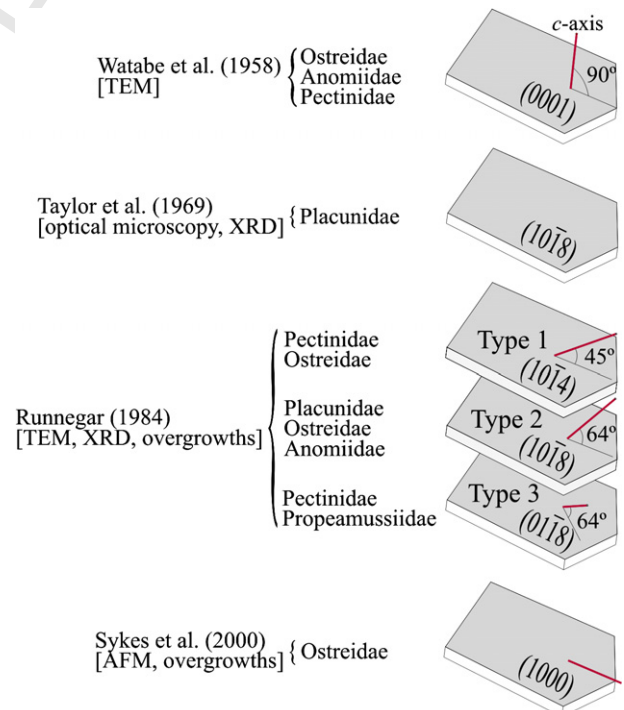 Watabe et al. (1958)
[TEM]
Ostreidae
Anomiidae
Pectinidae
c-axis
90º
(0001)
Taylor et al. (1969)
[optical microscopy, XRD]
Placunidae
(101̄8)
Runnegar (1984)
[TEM, XRD, overgrowths]
Pectinidae
Ostreidae
Type 1
45º
(101̄4)
Placunidae
Ostreidae
Anomiidae
Type 2
64º
(101̄8)
Pectinidae
Propeamussiidae
Type 3
64º
(011̄8)
Sykes et al. (2000)
[AFM, overgrowths]
Ostreidae
(1000)